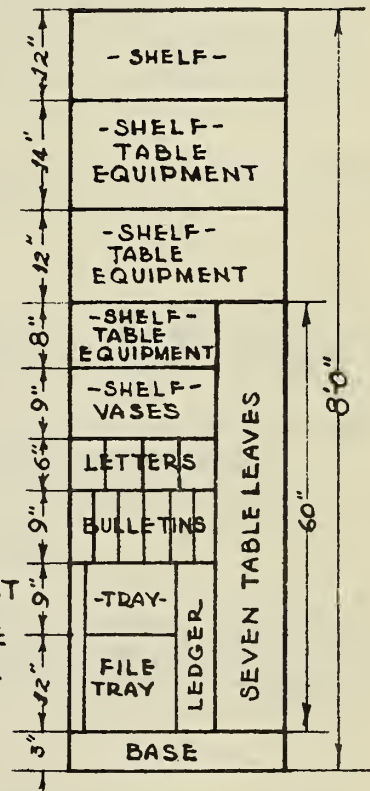 12"
- SHELF -
14"
- SHELF -
TABLE
EQUIPMENT
12"
- SHELF -
TABLE
EQUIPMENT
8"
- SHELF -
TABLE
EQUIPMENT
9"
- SHELF -
VASES
6"
LETTERS
9"
BULLETINS
9"
- TRAY -
12"
FILE
TRAY
LEDGER
SEVEN TABLE LEAVES
60"
8'0"
3"
BASE
T